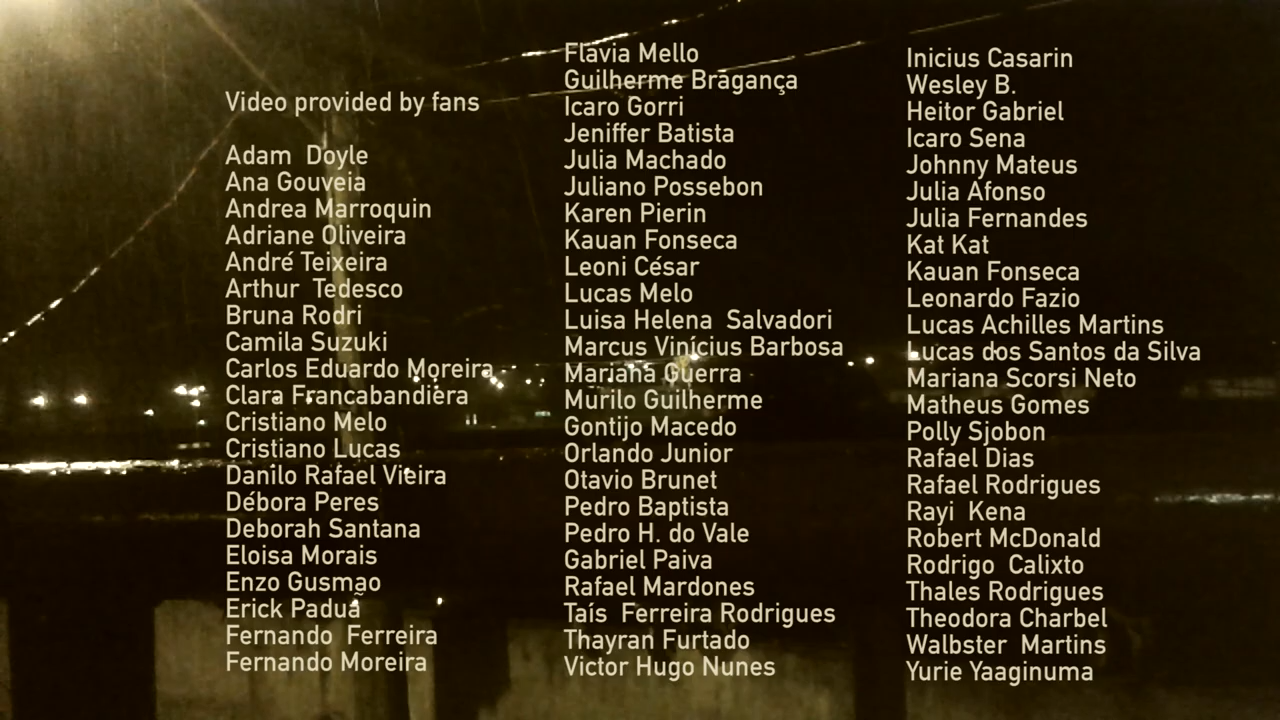 Video provided by fans
Adam  Doyle
Ana Gouveia
Andrea Marroquin
Adriane Oliveira
André Teixeira
Arthur  Tedesco
Bruna Rodri
Camila Suzuki
Carlos Eduardo Moreira
Clara Francabandiera
Cristiano Melo
Cristiano Lucas
Danilo Rafael Vieira
Débora Peres
Deborah Santana
Eloisa Morais
Enzo Gusmao
Erick Paduã
Fernando  Ferreira
Fernando Moreira
Flavia Mello
Guilherme Bragança
Icaro Gorri
Jeniffer Batista
Julia Machado
Juliano Possebon
Karen Pierin
Kauan Fonseca
Leoni César
Lucas Melo
Luisa Helena  Salvadori
Marcus Vinícius Barbosa
Mariana Guerra
Murilo Guilherme
Gontijo Macedo
Orlando Junior
Otavio Brunet
Pedro Baptista
Pedro H. do Vale
Gabriel Paiva
Rafael Mardones
Taís  Ferreira Rodrigues
Thayran Furtado
Victor Hugo Nunes
Inicius Casarin
Wesley B.
Heitor Gabriel
Icaro Sena
Johnny Mateus
Julia Afonso
Julia Fernandes
Kat Kat
Kauan Fonseca
Leonardo Fazio
Lucas Achilles Martins
Lucas dos Santos da Silva
Mariana Scorsi Neto
Matheus Gomes
Polly Sjobon
Rafael Dias
Rafael Rodrigues
Rayi  Kena
Robert McDonald
Rodrigo  Calixto
Thales Rodrigues
Theodora Charbel
Walbster  Martins
Yurie Yaaginuma